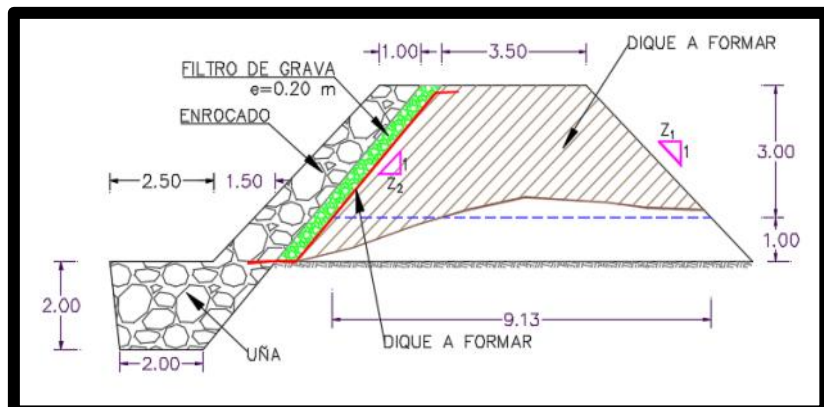 1.00
3.50
DIQUE A FORMAR
FILTRO DE GRAVA
e=0.20 m
ENROCADO
Z1
1
3.00
2.50
1.50
1
Z2
1.00
2.00
9.13
UÑA
DIQUE A FORMAR
2.00